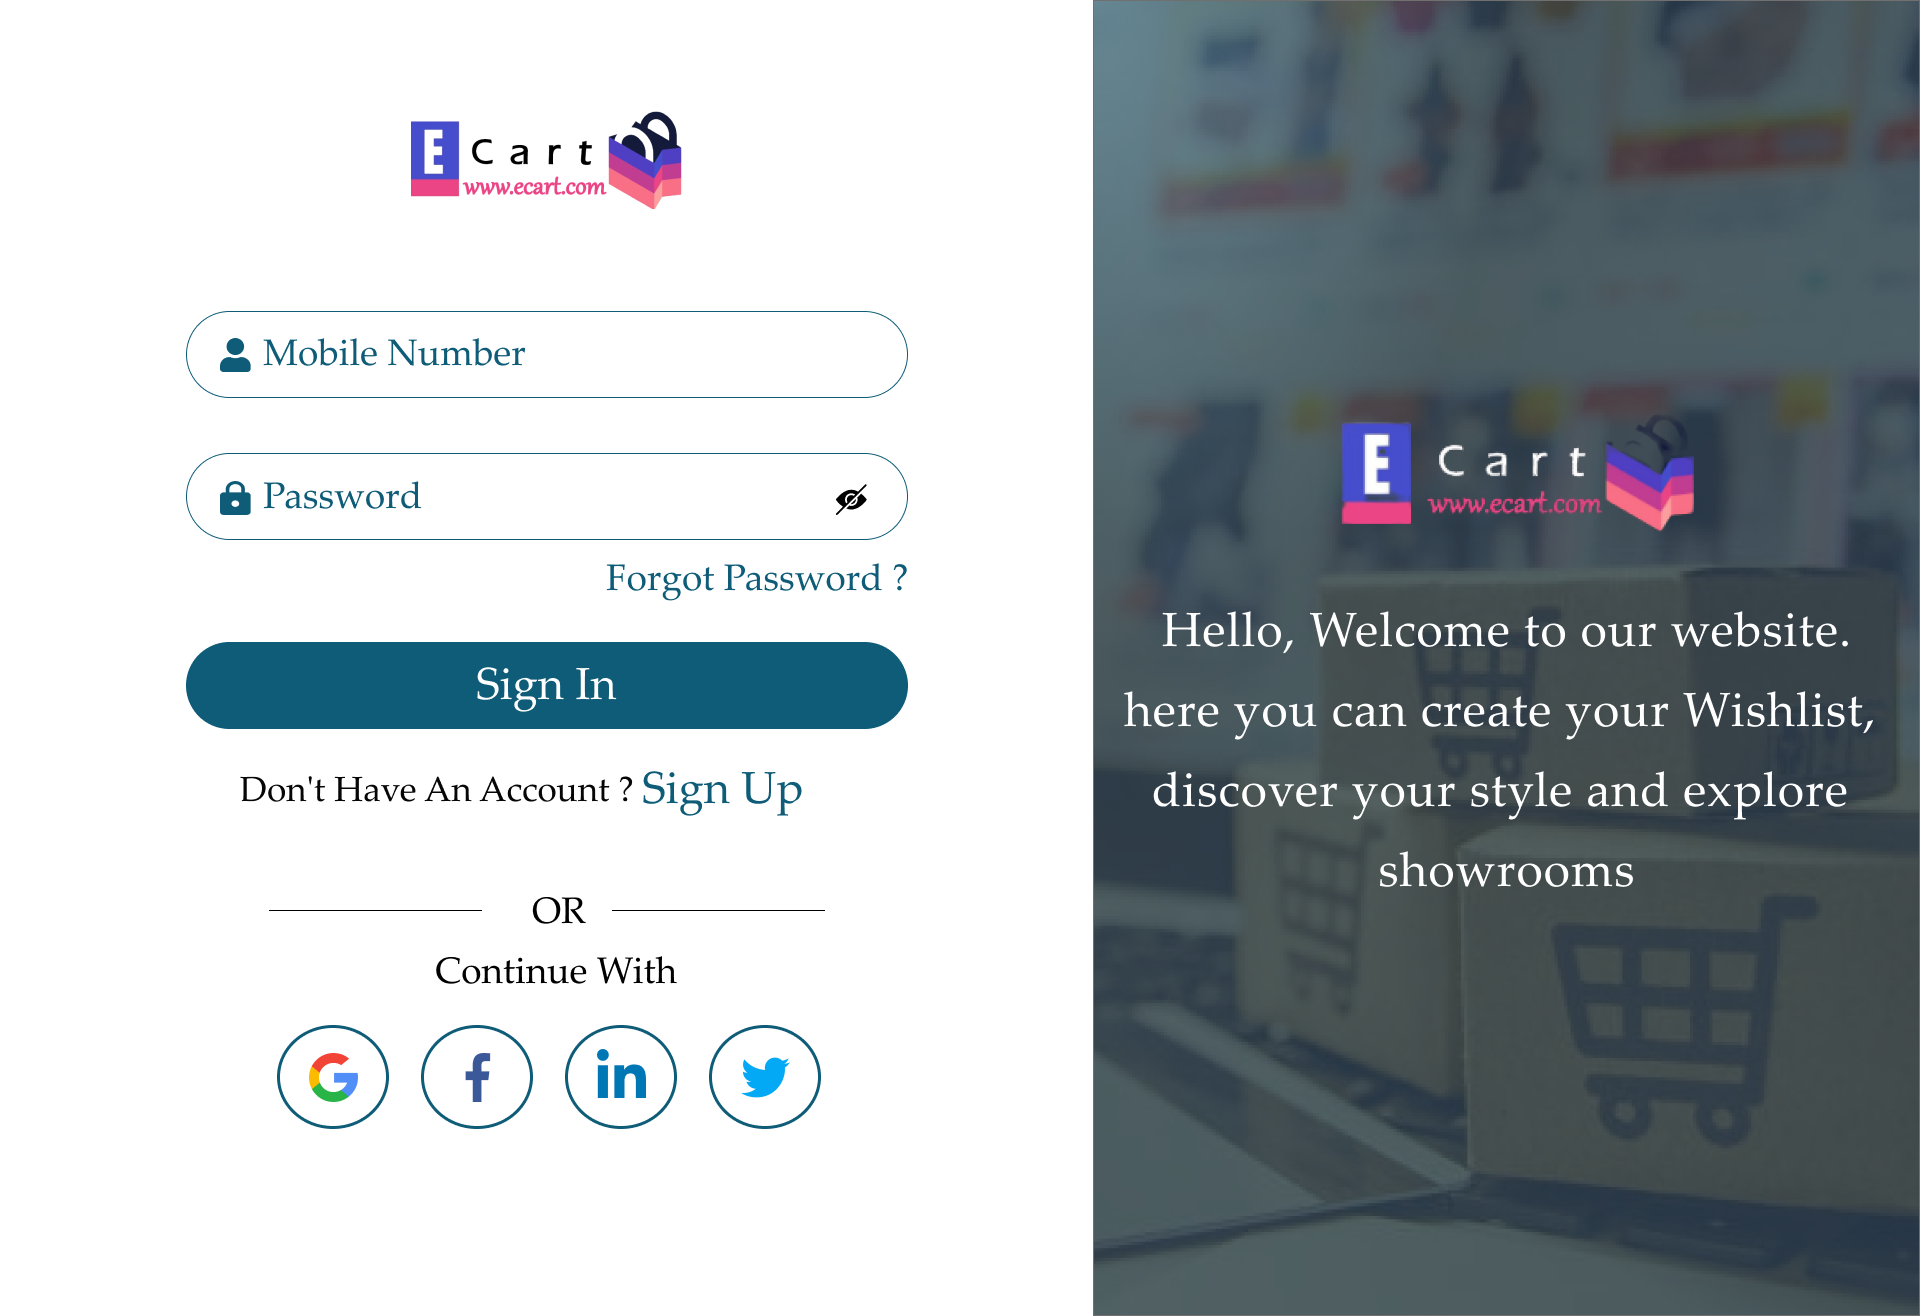 E Cart
www.ecart.com
Mobile Number
Password
Forgot Password ?
Sign In
Don't Have An Account ? Sign Up
OR
Continue With
G f in
E Cart
www.ecart.com
Hello, Welcome to our website.
here you can create your Wishlist,
discover your style and explore
showrooms